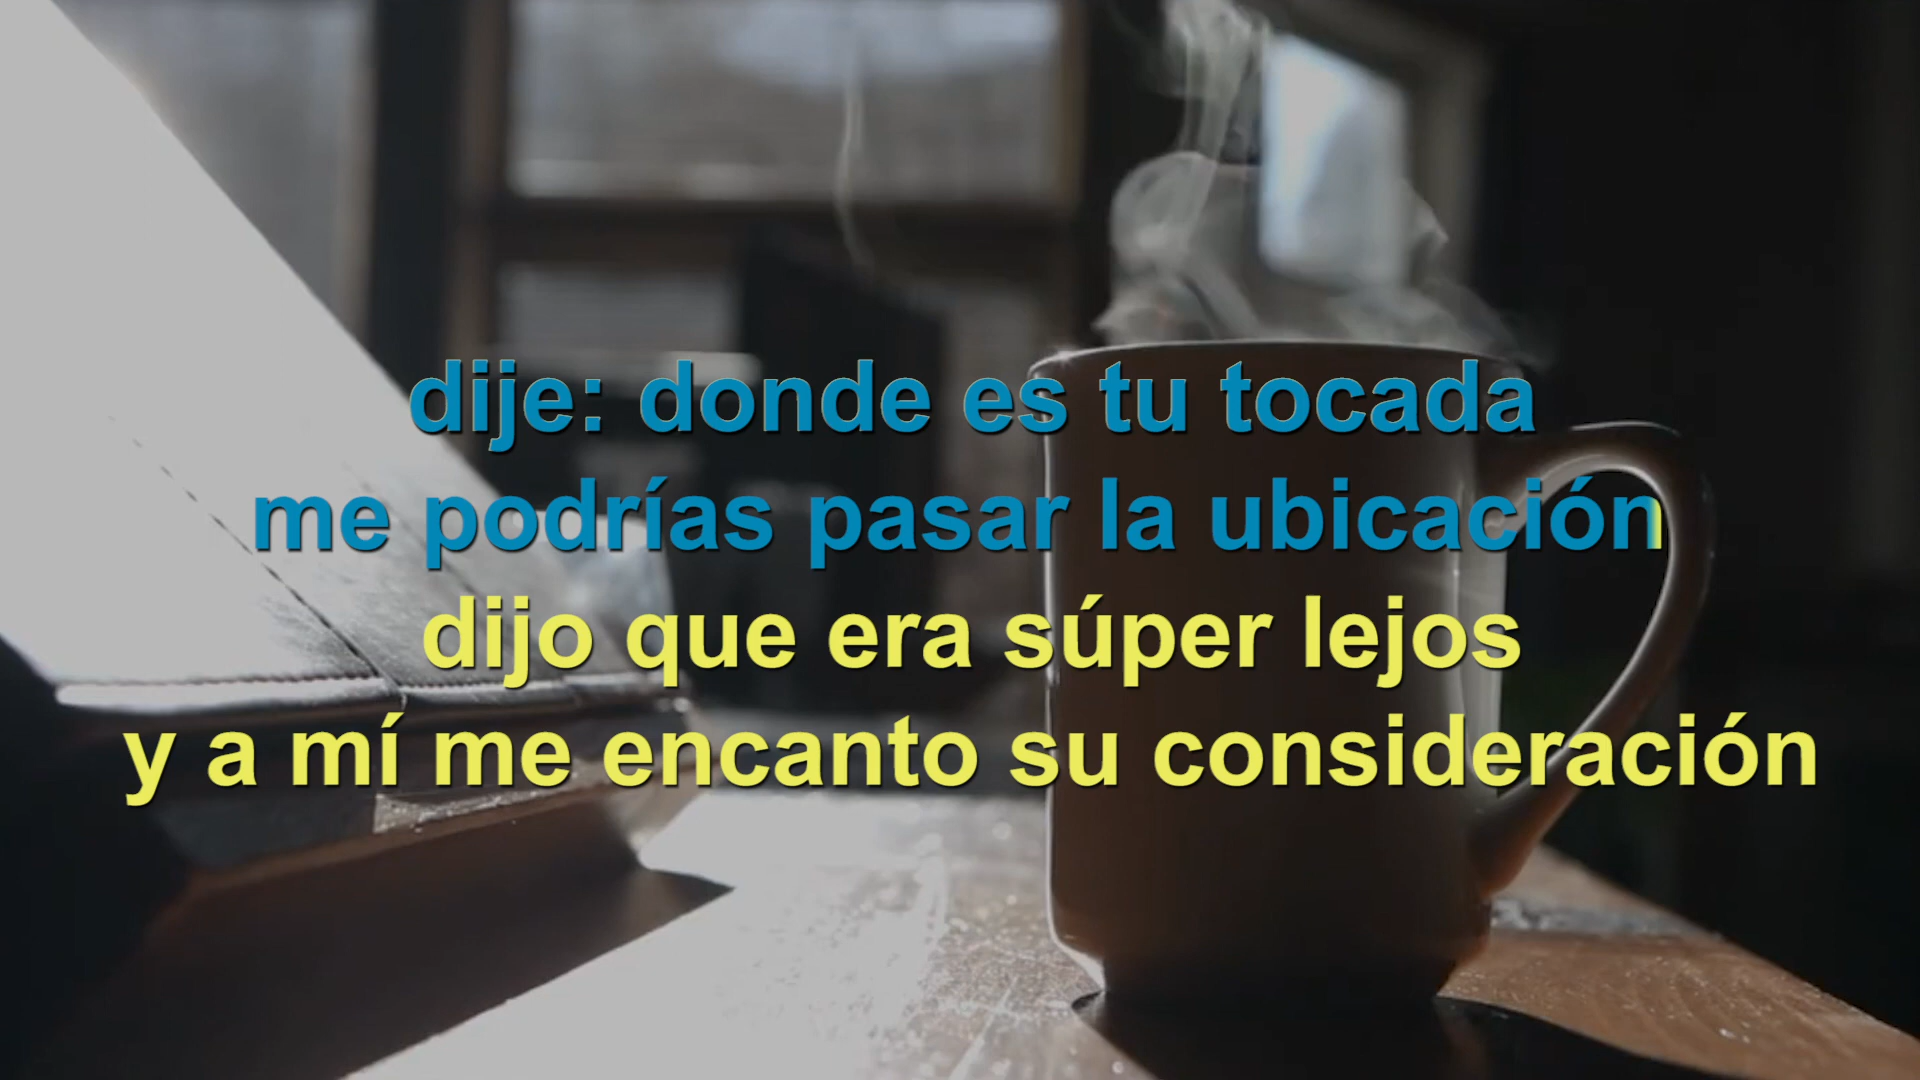 dije: donde es tu tocada
me podrías pasar la ubicación
dijo que era súper lejos
y a mí me encanto su consideración